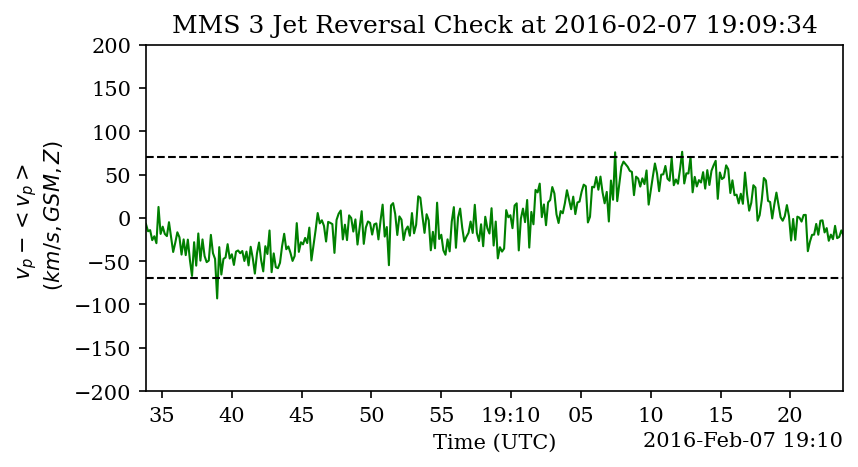 MMS 3 Jet Reversal Check at 2016-02-07 19:09:34
200
150
100
50
0
−50
−100
−150
−200
v_p − < v_p >
(km/s, GSM, Z)
35 40 45 50 55 19:10 05 10 15 20
Time (UTC)
2016-Feb-07 19:10